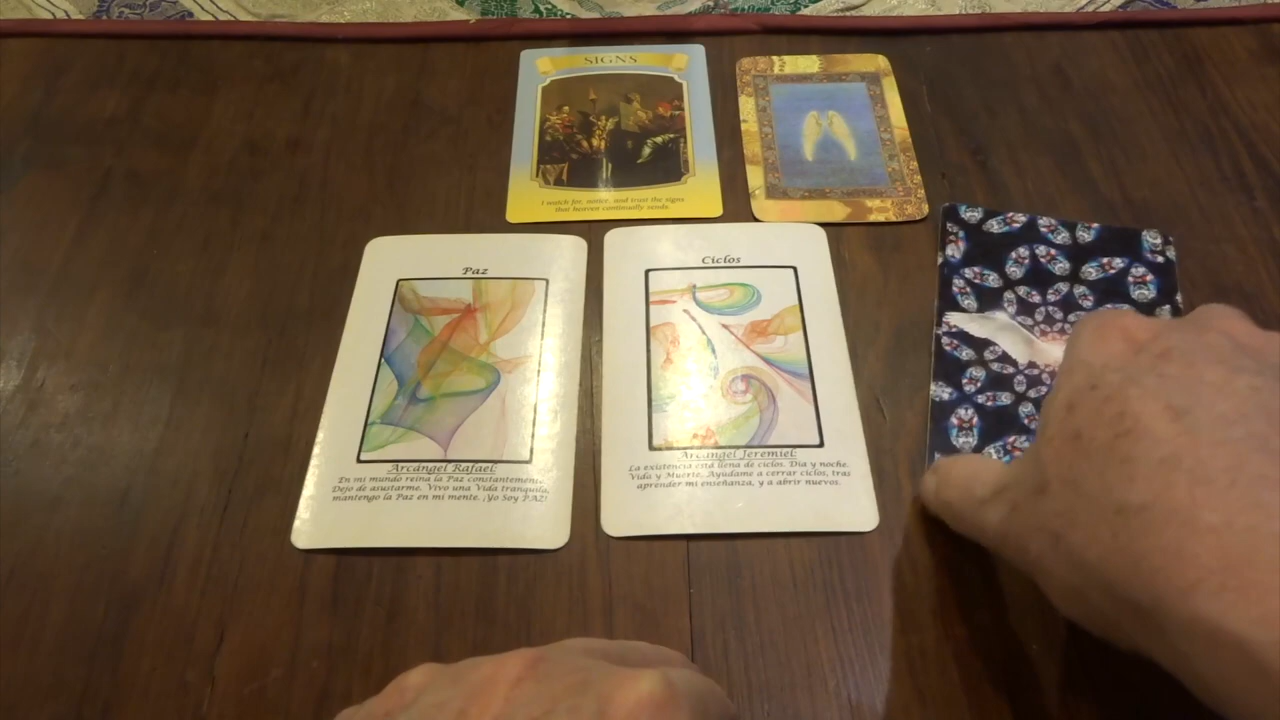 SIGNS
I watch for, notice, and trust the signs
that heaven continually sends.
Paz
Arcángel Rafael:
En mi mundo reina la Paz constantemente.
Dejo de asustarme. Vivo una Vida tranquila,
mantengo la Paz en mi mente. ¡Yo Soy PAZ!
Ciclos
Arcángel Jeremiel:
La existencia está llena de ciclos. Día y noche.
Vida y Muerte. Ayúdame a cerrar ciclos, tras
aprender mi enseñanza, y a abrir nuevos.